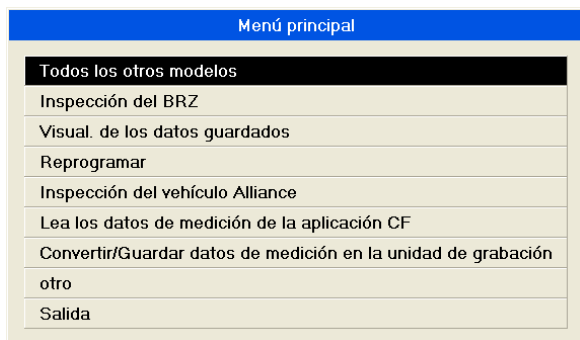 Menú principal
Todos los otros modelos
Inspección del BRZ
Visual. de los datos guardados
Reprogramar
Inspección del vehículo Alliance
Lea los datos de medición de la aplicación CF
Convertir/Guardar datos de medición en la unidad de grabación
otro
Salida